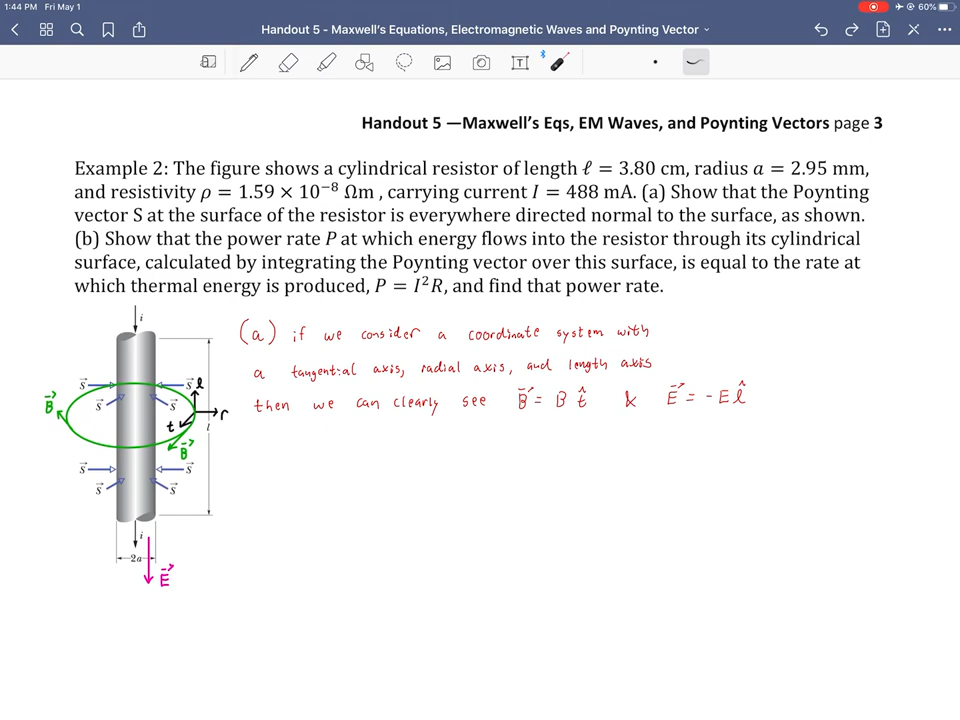 1:44 PM Fri May 1
60%
Handout 5 - Maxwell's Equations, Electromagnetic Waves and Poynting Vector
T
Handout 5 —Maxwell's Eqs, EM Waves, and Poynting Vectors page 3
Example 2: The figure shows a cylindrical resistor of length ℓ = 3.80 cm, radius a = 2.95 mm,
and resistivity ρ = 1.59 × 10⁻⁸ Ωm , carrying current I = 488 mA. (a) Show that the Poynting
vector S at the surface of the resistor is everywhere directed normal to the surface, as shown.
(b) Show that the power rate P at which energy flows into the resistor through its cylindrical
surface, calculated by integrating the Poynting vector over this surface, is equal to the rate at
which thermal energy is produced, P = I²R, and find that power rate.
i
(a) if we consider a coordinate system with
a tangential axis, radial axis, and length axis
then we can clearly see B⃗ = B t̂ & E⃗ = -E l̂
S⃗ S⃗ l
B⃗ S⃗ S⃗ r
t l
B⃗
S⃗ S⃗
S⃗ S⃗
i
2a
E⃗